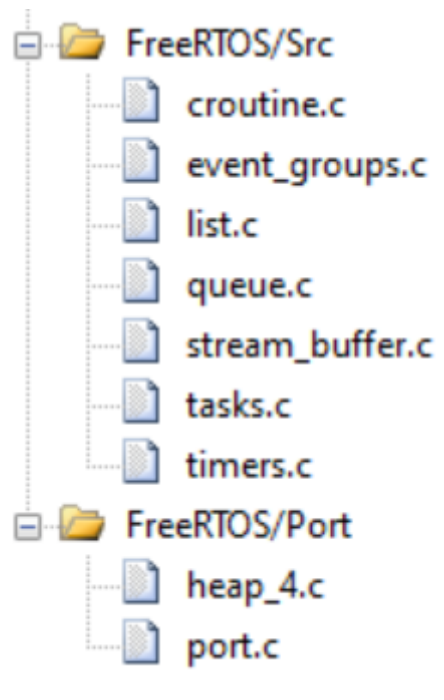 FreeRTOS/Src
croutine.c
event_groups.c
list.c
queue.c
stream_buffer.c
tasks.c
timers.c
FreeRTOS/Port
heap_4.c
port.c